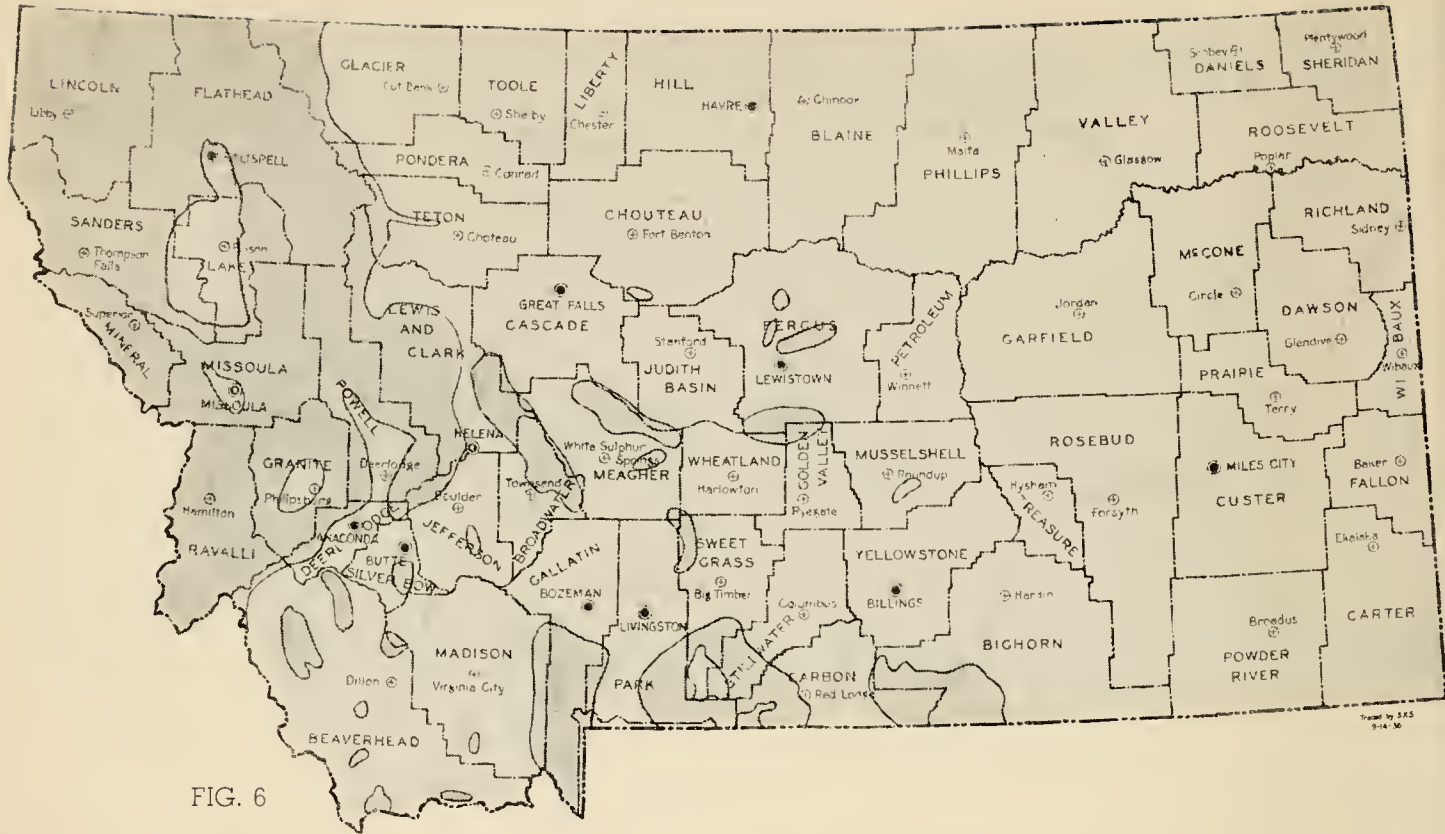 LINCOLN
Libby
FLATHEAD
GLACIER
Cut Bank
TOOLE
Shelby
LIBERTY
Chester
HILL
HAVRE
Chinook
BLAINE
Malta
PHILLIPS
VALLEY
Glasgow
DANIELS
Plentywood
SHERIDAN
ROOSEVELT
Poplar
PONDERA
Conrad
TETON
Choteau
CHOUTEAU
Fort Benton
SANDERS
Thompson
Falls
LAKE
Superior
MINERAL
MISSOULA
MISSOULA
LEWIS
AND
CLARK
GREAT FALLS
CASCADE
Stanford
JUDITH
BASIN
FERGUS
LEWISTOWN
PETROLEUM
Winnett
GARFIELD
Jordan
McCONE
Circle
RICHLAND
Sidney
DAWSON
Glendive
WIBAUX
Wibaux
PRAIRIE
Terry
POWELL
HELENA
GRANITE
Philipsburg
Deerlodge
Hamilton
RAVALLI
ANACONDA
DEERLODGE
BUTTE
SILVER BOW
Boulder
JEFFERSON
Townsend
BROADWATER
White Sulphur
Springs
MEAGHER
WHEATLAND
Harlowton
GOLDEN
VALLEY
Ryegate
MUSSELSHELL
Roundup
ROSEBUD
Hysham
TREASURE
Forsyth
MILES CITY
CUSTER
Baker
FALLON
Ekalaka
CARTER
Broadus
POWDER
RIVER
GALLATIN
BOZEMAN
LIVINGSTON
PARK
SWEET
GRASS
Big Timber
Columbus
STILLWATER
YELLOWSTONE
BILLINGS
Hardin
BIGHORN
CARBON
Red Lodge
MADISON
Virginia City
Dillon
BEAVERHEAD
FIG. 6
Traced by S.K.S
9-14-36